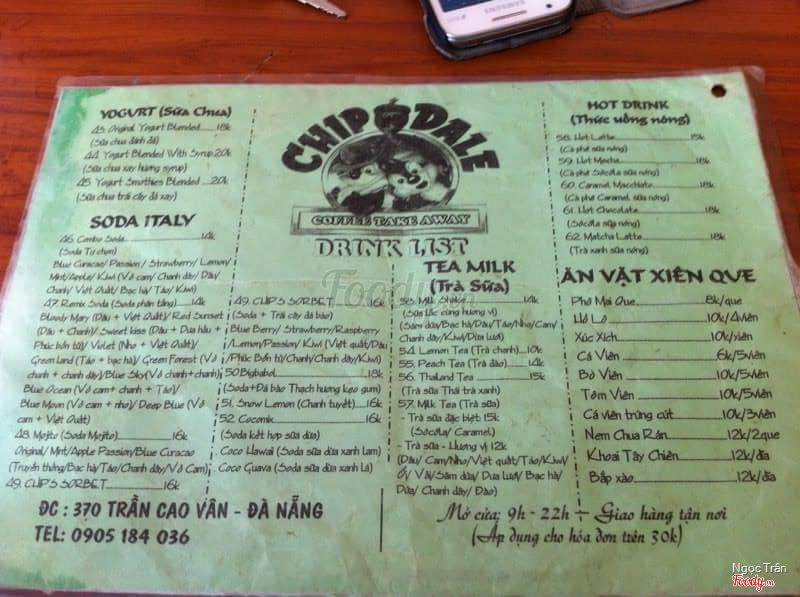 SAMSUNG
YOGURT (Sữa Chua)
43. Original Yogurt Blended......18k
(Sữa chua đánh đá)
44. Yogurt Blended With Syrup.20k
(Sữa chua xay hương syrup)
45. Yogurt Smothies Blended ....20k
(Sữa chua trái cây đá xay)
SODA ITALY
46. Combo Soda......14k
(Soda Tự chọn)
Blue Curacao/ Passion / Strawberry/ Lemon/
Mint/Apple/ Kiwi (Vỏ cam/ Chanh dây/ Dâu/
Chanh/ Việt Quất/ Bạc hà/ Táo/ Kiwi)
47. Remix Soda (Soda phân tầng)......14k
Bloody Mary (Dâu + Việt Quất)/ Red Sunset
(Dâu + Chanh)/ Sweet kiss (Dâu + Dưa hấu +
Phúc bồn tử)/ Violet (Nho + Việt Quất)/
Green land (Táo + bạc hà)/ Green Forest (Vỏ
chanh + chanh dây)/ Blue Sky(Vỏ chanh+chanh)
Blue Ocean (Vỏ cam+ chanh + Táo)/
Blue Moon (Vỏ cam + nho)/ Deep Blue (Vỏ
cam + Việt Quất)
48. Mojito (Soda Mojito)......16k
Original/ Mint/Apple/Passion/Blue Curacao
(Truyền thống/Bạc hà/Táo/Chanh dây/Vỏ Cam)
49. CLIP'S SORBET......16k
CHIP DALE
COFFEE TAKE AWAY
DRINK LIST
Foody.vn
49. CLIP'S SORBET......16k
(Soda + Trái cây đá bào)
Blue Berry/ Strawberry/Raspberry
/Lemon/Passion/ Kiwi (Việt quất/Dâu
/Phúc Bồn tử/Chanh/Chanh dây/Kiwi)
50. Bigbabol......18k
(Soda+Đá bào Thạch hương kẹo gum)
51. Snow Lemon (Chanh tuyết)....16k
52. Cocomix......16k
(Soda kết hợp sữa dừa)
Coco Hawaii (Soda sữa dừa xanh Lam)
Coco Guava (Soda sữa dừa xanh Lá)
TEA MILK
(Trà Sữa)
53. Milk Shake......14k
(Sữa Lắc cùng hương vị)
(Sầm dứa/Bạc hà/Dâu/Táo/Nho/Cam/
Chanh dây/Kiwi/Dừa lưới)
54. Lemon Tea (Trà chanh)...10k
55. Peach Tea (Trà đào)......14k
56. Thailand Tea......15k
(Trà sữa Thái trà xanh)
57. Milk Tea (Trà sữa)
- Trà sữa đặc biệt 15k
(Sôcôla/ Caramel)
- Trà sữa - Hương vị 12k
(Dâu/ Cam/Nho/Việt quất/ Táo/Kiwi/
Ổi/ Vải/Sầm dứa/ Dưa Lưới/ Bạc hà/
Dừa/ Chanh dây/ Đào)
HOT DRINK
(Thức uống nóng)
58. Hot Latte......15k
(Cà phê sữa nóng)
59. Hot Mocha......18k
(Cà phê Sôcôla sữa nóng)
60. Caramel Macchiato......18k
(Cà phê Caramel, sữa nóng)
61. Hot Chocolate......18k
(Sôcôla sữa nóng)
62. Matcha Latte......18k
(Trà xanh sữa nóng)
ĂN VẶT XIÊN QUE
Phô Mai Que......8k/que
Hồ Lô......10k/4viên
Xúc Xích......10k/xiên
Cá Viên......6k/5viên
Bò Viên......10k/5viên
Tôm Viên......10k/5viên
Cá viên trứng cút......10k/3viên
Nem Chua Rán......12k/2que
Khoai Tây Chiên......12k/dĩa
Bắp xào......12k/dĩa
ĐC : 370 TRẦN CAO VÂN - ĐÀ NẴNG
TEL: 0905 184 036
Mở cửa: 9h - 22h ÷ Giao hàng tận nơi
(Áp dụng cho hóa đơn trên 30k)
Ngọc Trân
Foody.vn